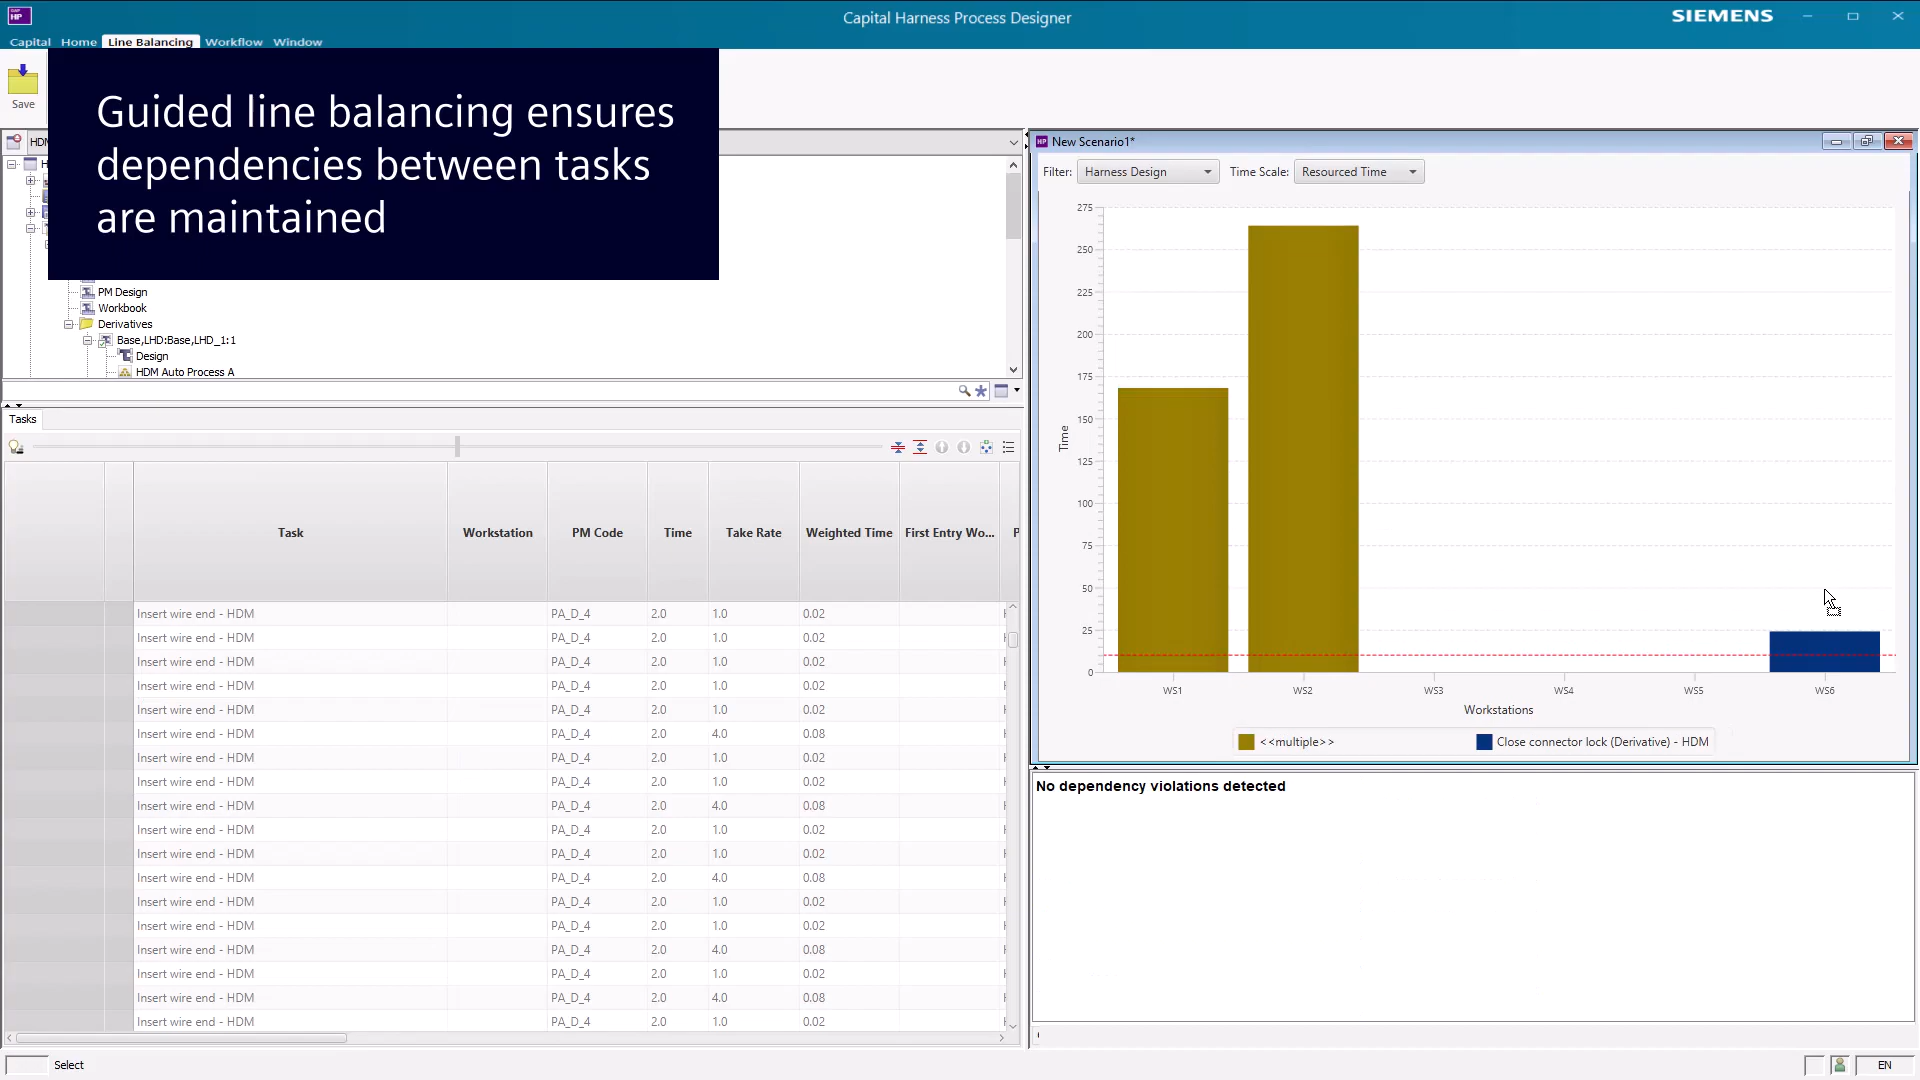 HP
Capital Harness Process Designer
SIEMENS
Capital Home Line Balancing Workflow Window
Save
Guided line balancing ensures
dependencies between tasks
are maintained
HDM
PM Design
Workbook
Derivatives
Base,LHD:Base,LHD_1:1
Design
HDM Auto Process A
Tasks
Task Workstation PM Code Time Take Rate Weighted Time First Entry Wo... P
Insert wire end - HDM PA_D_4 2.0 1.0 0.02
Insert wire end - HDM PA_D_4 2.0 1.0 0.02
Insert wire end - HDM PA_D_4 2.0 1.0 0.02
Insert wire end - HDM PA_D_4 2.0 1.0 0.02
Insert wire end - HDM PA_D_4 2.0 1.0 0.02
Insert wire end - HDM PA_D_4 2.0 4.0 0.08
Insert wire end - HDM PA_D_4 2.0 1.0 0.02
Insert wire end - HDM PA_D_4 2.0 1.0 0.02
Insert wire end - HDM PA_D_4 2.0 4.0 0.08
Insert wire end - HDM PA_D_4 2.0 1.0 0.02
Insert wire end - HDM PA_D_4 2.0 1.0 0.02
Insert wire end - HDM PA_D_4 2.0 4.0 0.08
Insert wire end - HDM PA_D_4 2.0 1.0 0.02
Insert wire end - HDM PA_D_4 2.0 1.0 0.02
Insert wire end - HDM PA_D_4 2.0 4.0 0.08
Insert wire end - HDM PA_D_4 2.0 1.0 0.02
Insert wire end - HDM PA_D_4 2.0 4.0 0.08
Insert wire end - HDM PA_D_4 2.0 1.0 0.02
Select
HP New Scenario1*
Filter: Harness Design Time Scale: Resourced Time
275
250
225
200
175
150
125
100
75
50
25
0
Time
WS1 WS2 WS3 WS4 WS5 WS6
Workstations
<<multiple>> Close connector lock (Derivative) - HDM
No dependency violations detected
EN